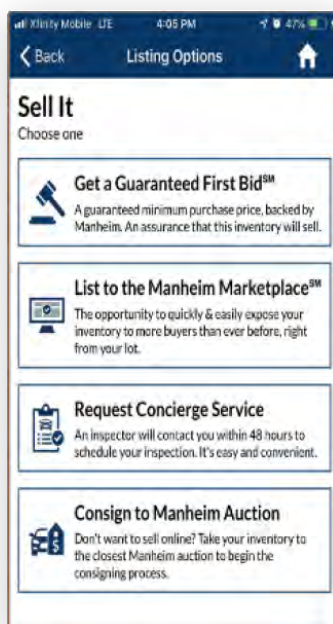 Xfinity Mobile LTE 4:05 PM 47%
Back Listing Options
Sell It
Choose one
Get a Guaranteed First Bid℠
A guaranteed minimum purchase price, backed by
Manheim. An assurance that this inventory will sell.
List to the Manheim Marketplace℠
The opportunity to quickly & easily expose your
inventory to more buyers than ever before, right
from your lot.
Request Concierge Service
An inspector will contact you within 48 hours to
schedule your inspection. It's easy and convenient.
Consign to Manheim Auction
Don't want to sell online? Take your inventory to
the closest Manheim auction to begin the
consigning process.